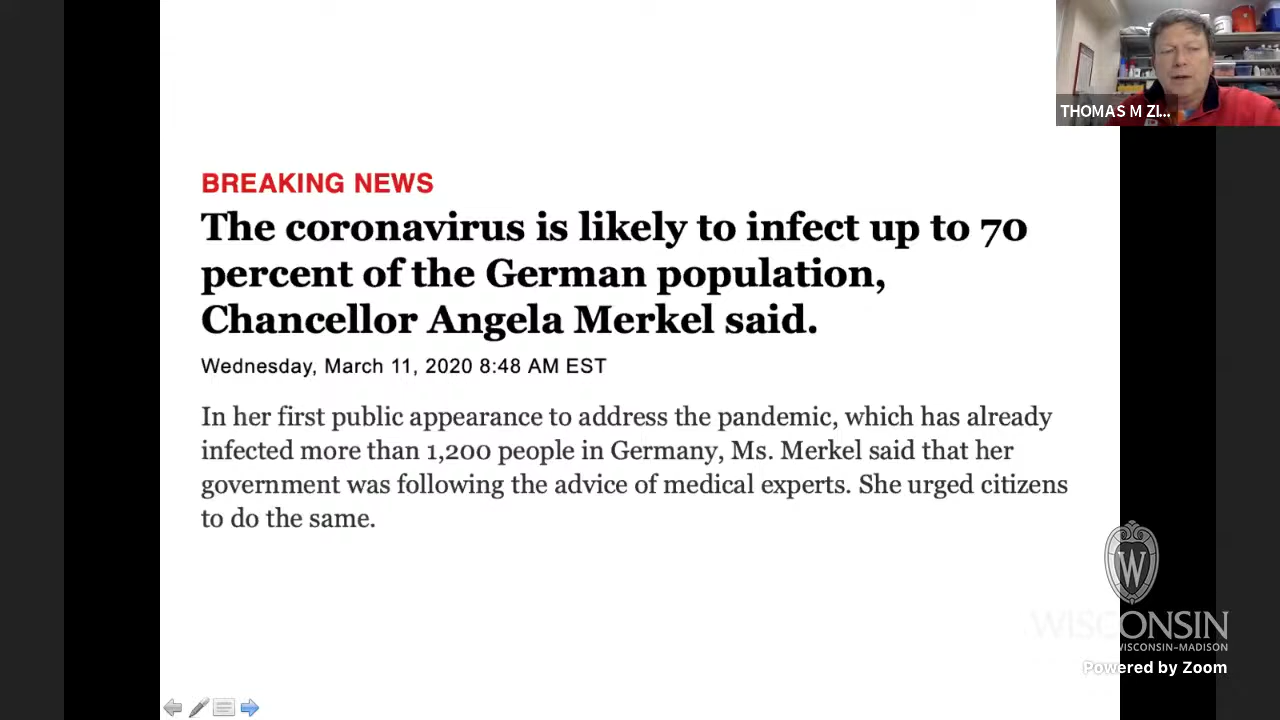 THOMAS M ZI...
BREAKING NEWS
The coronavirus is likely to infect up to 70
percent of the German population,
Chancellor Angela Merkel said.
Wednesday, March 11, 2020 8:48 AM EST
In her first public appearance to address the pandemic, which has already
infected more than 1,200 people in Germany, Ms. Merkel said that her
government was following the advice of medical experts. She urged citizens
to do the same.
W
WISCONSIN
WISCONSIN–MADISON
Powered by Zoom